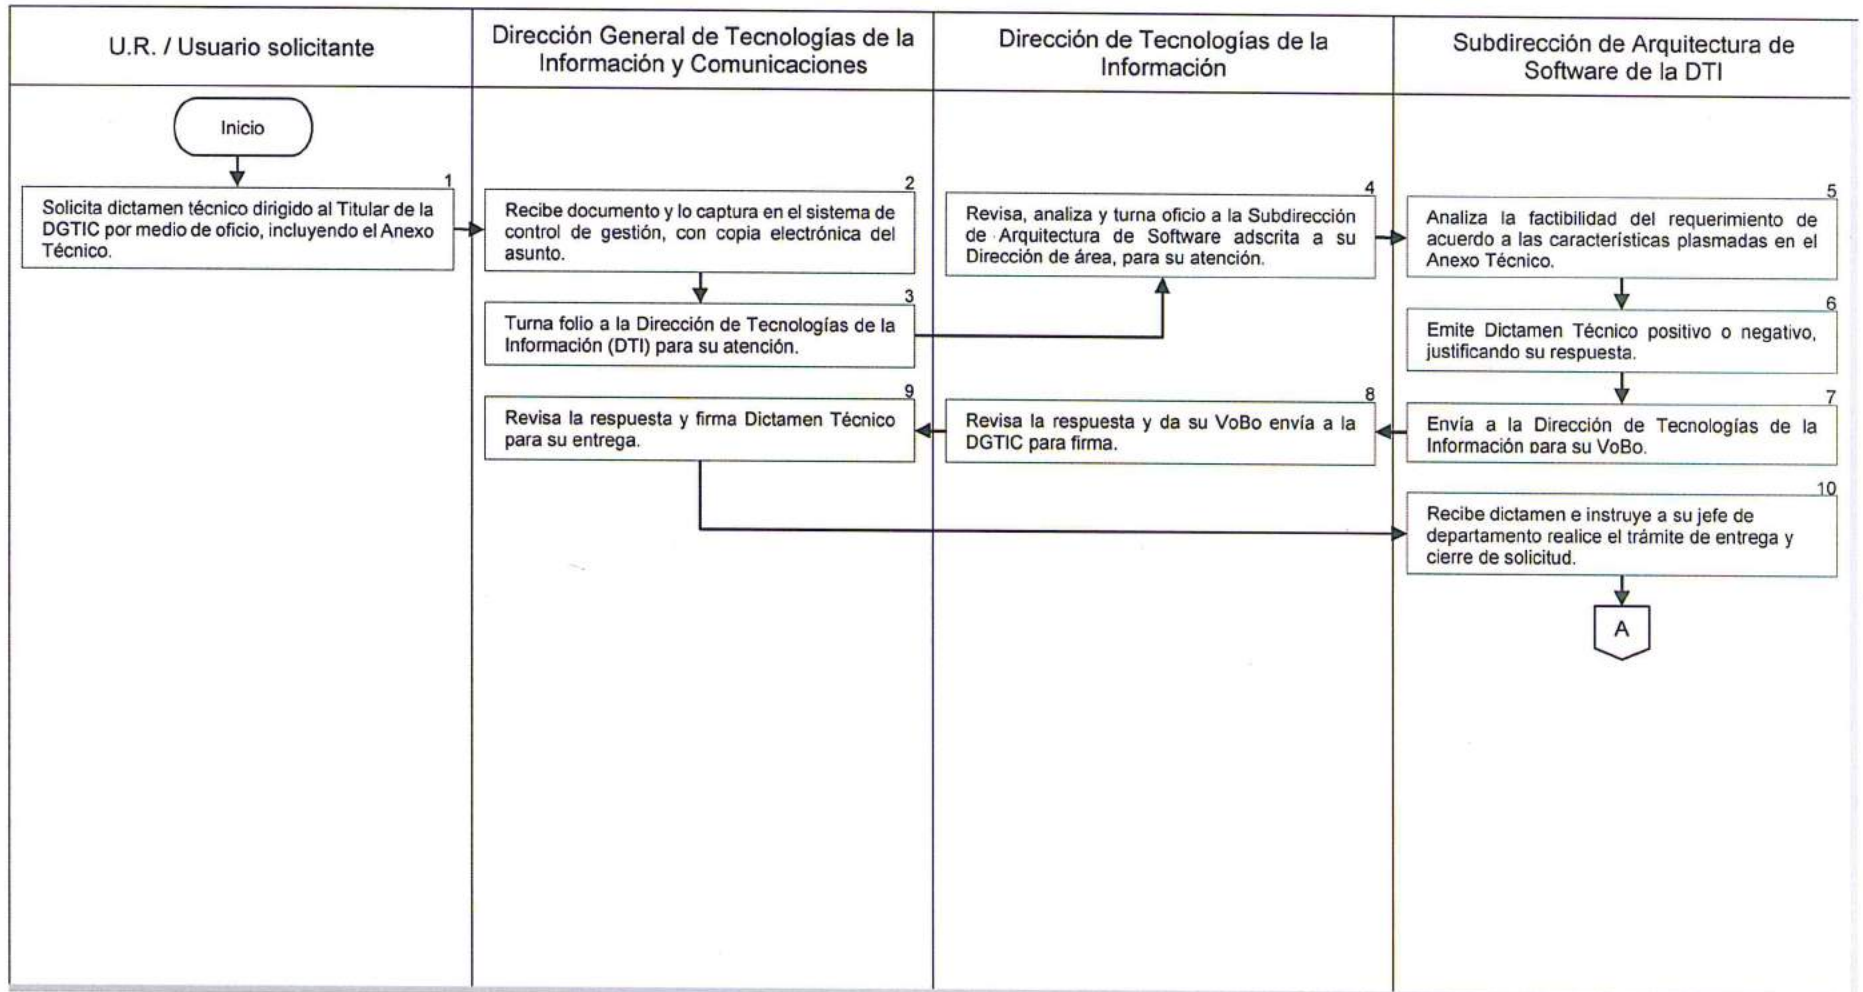 U.R. / Usuario solicitante
Dirección General de Tecnologías de la
Información y Comunicaciones
Dirección de Tecnologías de la
Información
Subdirección de Arquitectura de
Software de la DTI
Inicio
1
Solicita dictamen técnico dirigido al Titular de la
DGTIC por medio de oficio, incluyendo el Anexo
Técnico.
2
Recibe documento y lo captura en el sistema de
control de gestión, con copia electrónica del
asunto.
3
Turna folio a la Dirección de Tecnologías de la
Información (DTI) para su atención.
4
Revisa, analiza y turna oficio a la Subdirección
de Arquitectura de Software adscrita a su
Dirección de área, para su atención.
5
Analiza la factibilidad del requerimiento de
acuerdo a las características plasmadas en el
Anexo Técnico.
6
Emite Dictamen Técnico positivo o negativo,
justificando su respuesta.
7
Envía a la Dirección de Tecnologías de la
Información para su VoBo.
8
Revisa la respuesta y da su VoBo envía a la
DGTIC para firma.
9
Revisa la respuesta y firma Dictamen Técnico
para su entrega.
10
Recibe dictamen e instruye a su jefe de
departamento realice el trámite de entrega y
cierre de solicitud.
A